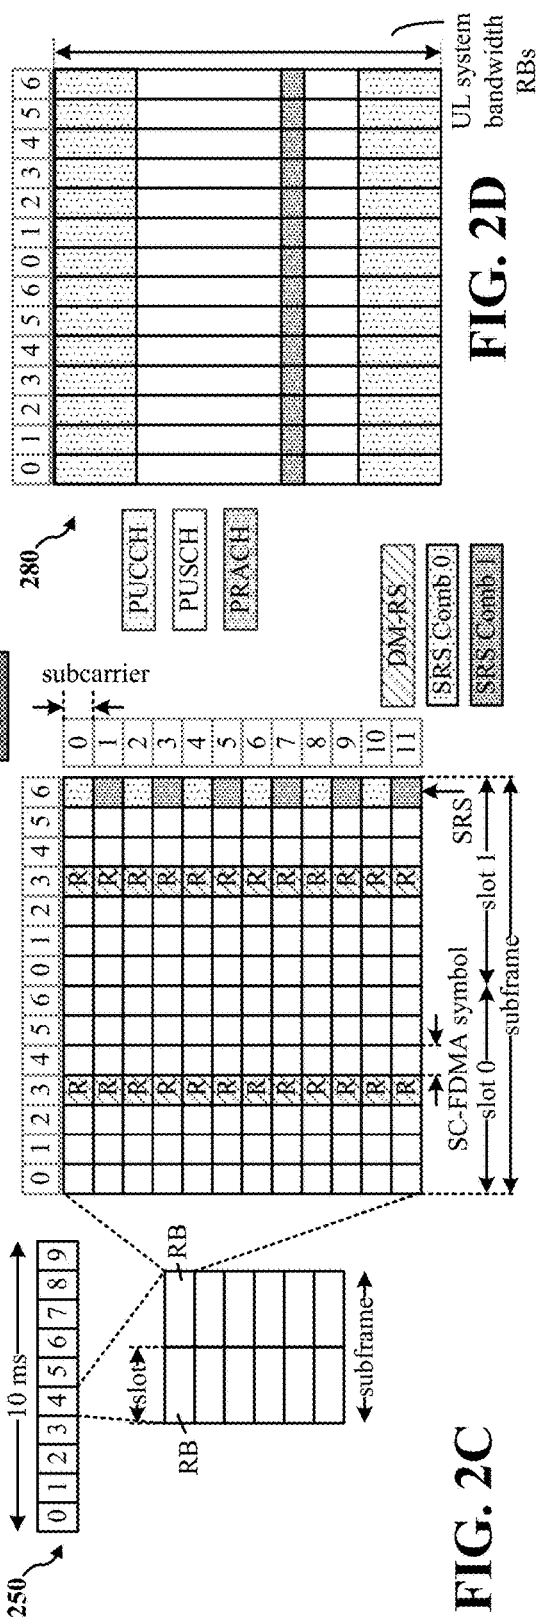 250
10 ms
0 1 2 3 4 5 6 7 8 9
RB
slot
RB
subframe
FIG. 2C
0 1 2 3 4 5 6 0 1 2 3 4 5 6
subcarrier
0
1
2
3
4
5
6
7
8
9
10
11
R R
R R
R R
R R
R R
R R
R R
R R
R R
R R
R R
R R
SC-FDMA symbol
SRS
slot 0
slot 1
subframe
DM-RS
SRS Comb 0
SRS Comb 1
280
PUCCH
PUSCH
PRACH
0 1 2 3 4 5 6 0 1 2 3 4 5 6
UL system
bandwidth
RBs
FIG. 2D